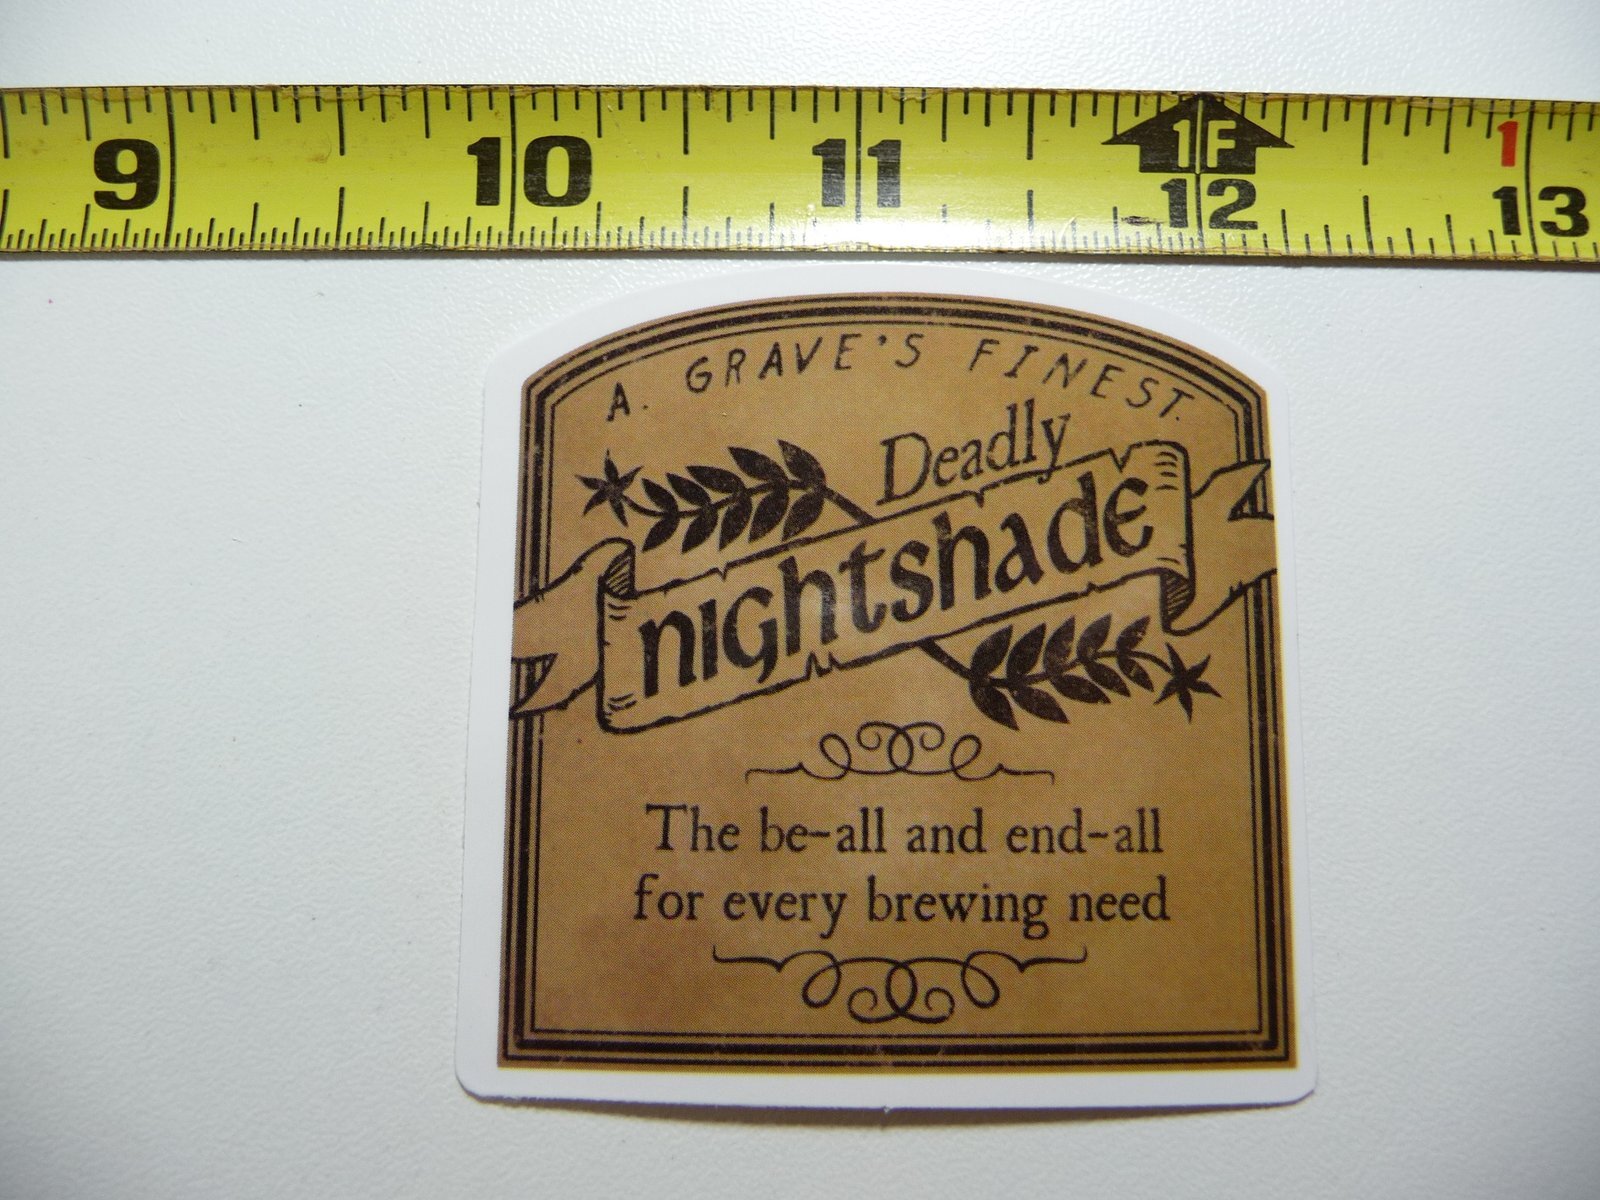 9 10 11 12 13
1F
1
A. GRAVE'S FINEST.
Deadly
nightshade
The be-all and end-all
for every brewing need